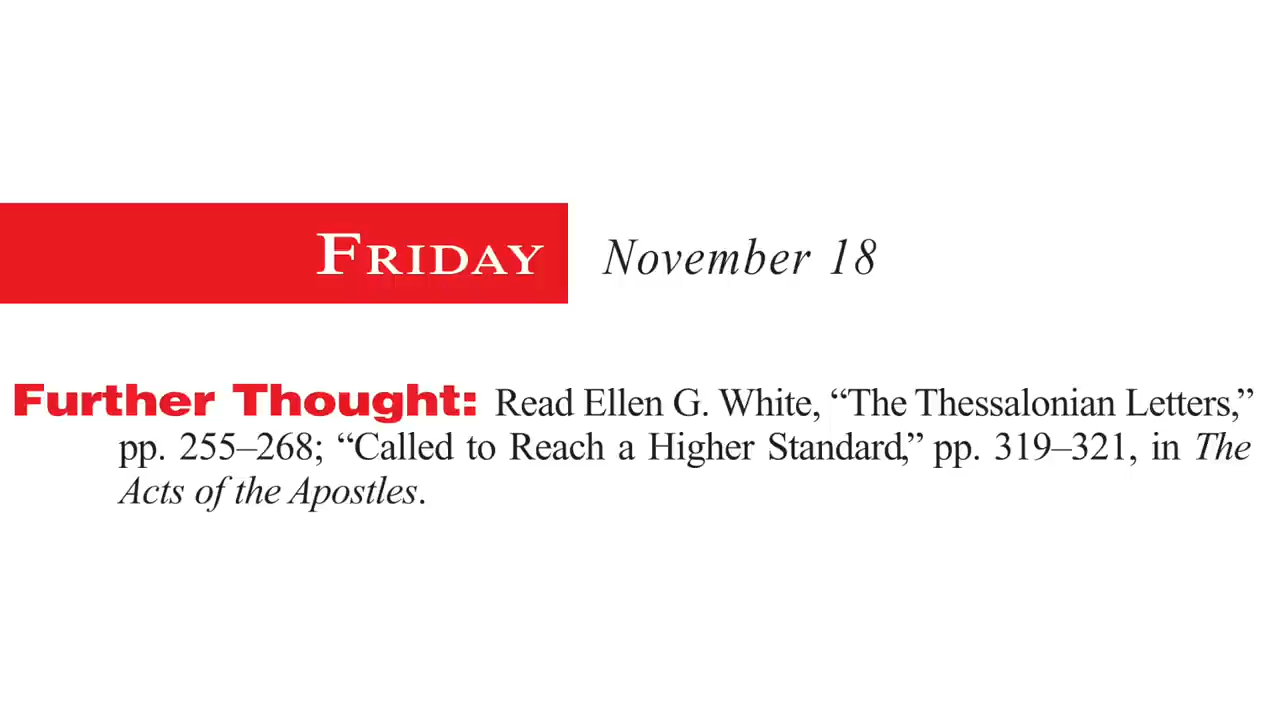 FRIDAY November 18
Further Thought: Read Ellen G. White, “The Thessalonian Letters,”
pp. 255–268; “Called to Reach a Higher Standard,” pp. 319–321, in The
Acts of the Apostles.